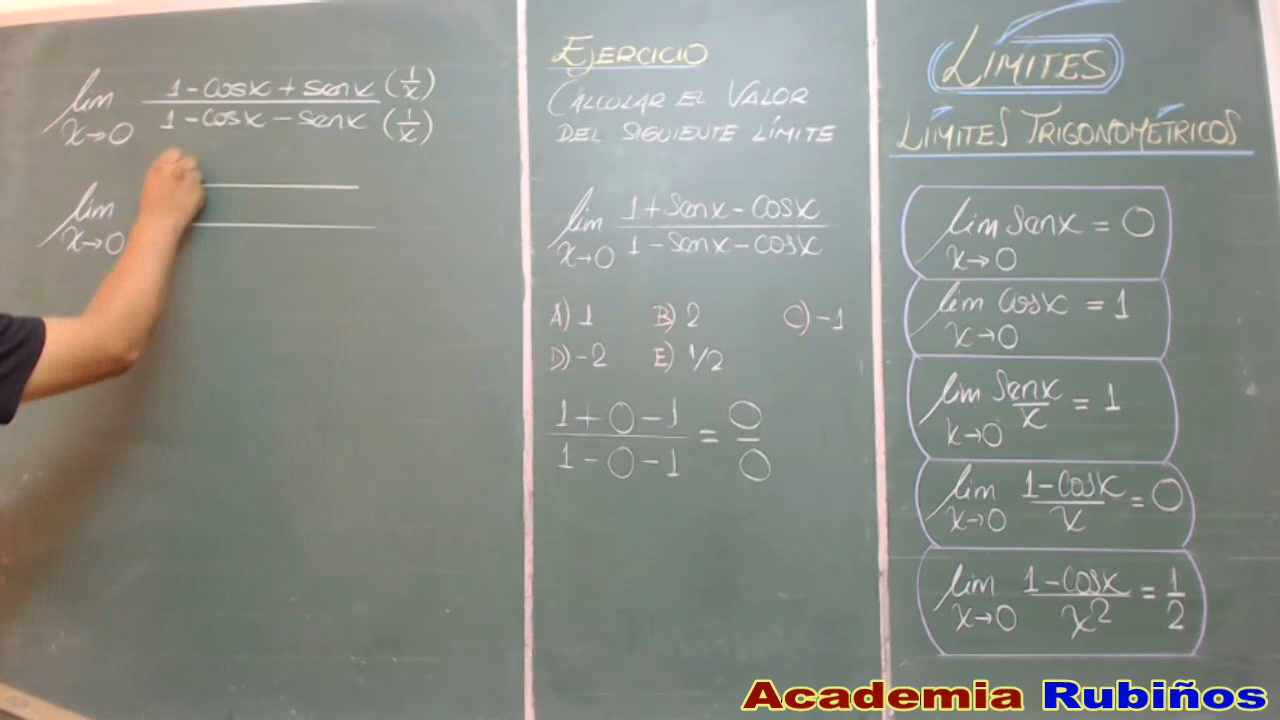 lim 1-cosx+senx (1/x)
x→0 1-cosx-senx (1/x)
lim
x→0
EJERCICIO
CALCULAR EL VALOR
DEL SIGUIENTE LÍMITE
lim 1+senx-cosx
x→0 1-senx-cosx
A) 1 B) 2 C) -1
D) -2 E) 1/2
1+0-1 = 0
1-0-1 0
LÍMITES
LÍMITES TRIGONOMÉTRICOS
lim senx = 0
x→0
lim cosx = 1
x→0
lim senx/x = 1
x→0
lim 1-cosx/x = 0
x→0
lim 1-cosx/x² = 1/2
x→0
Academia Rubiños